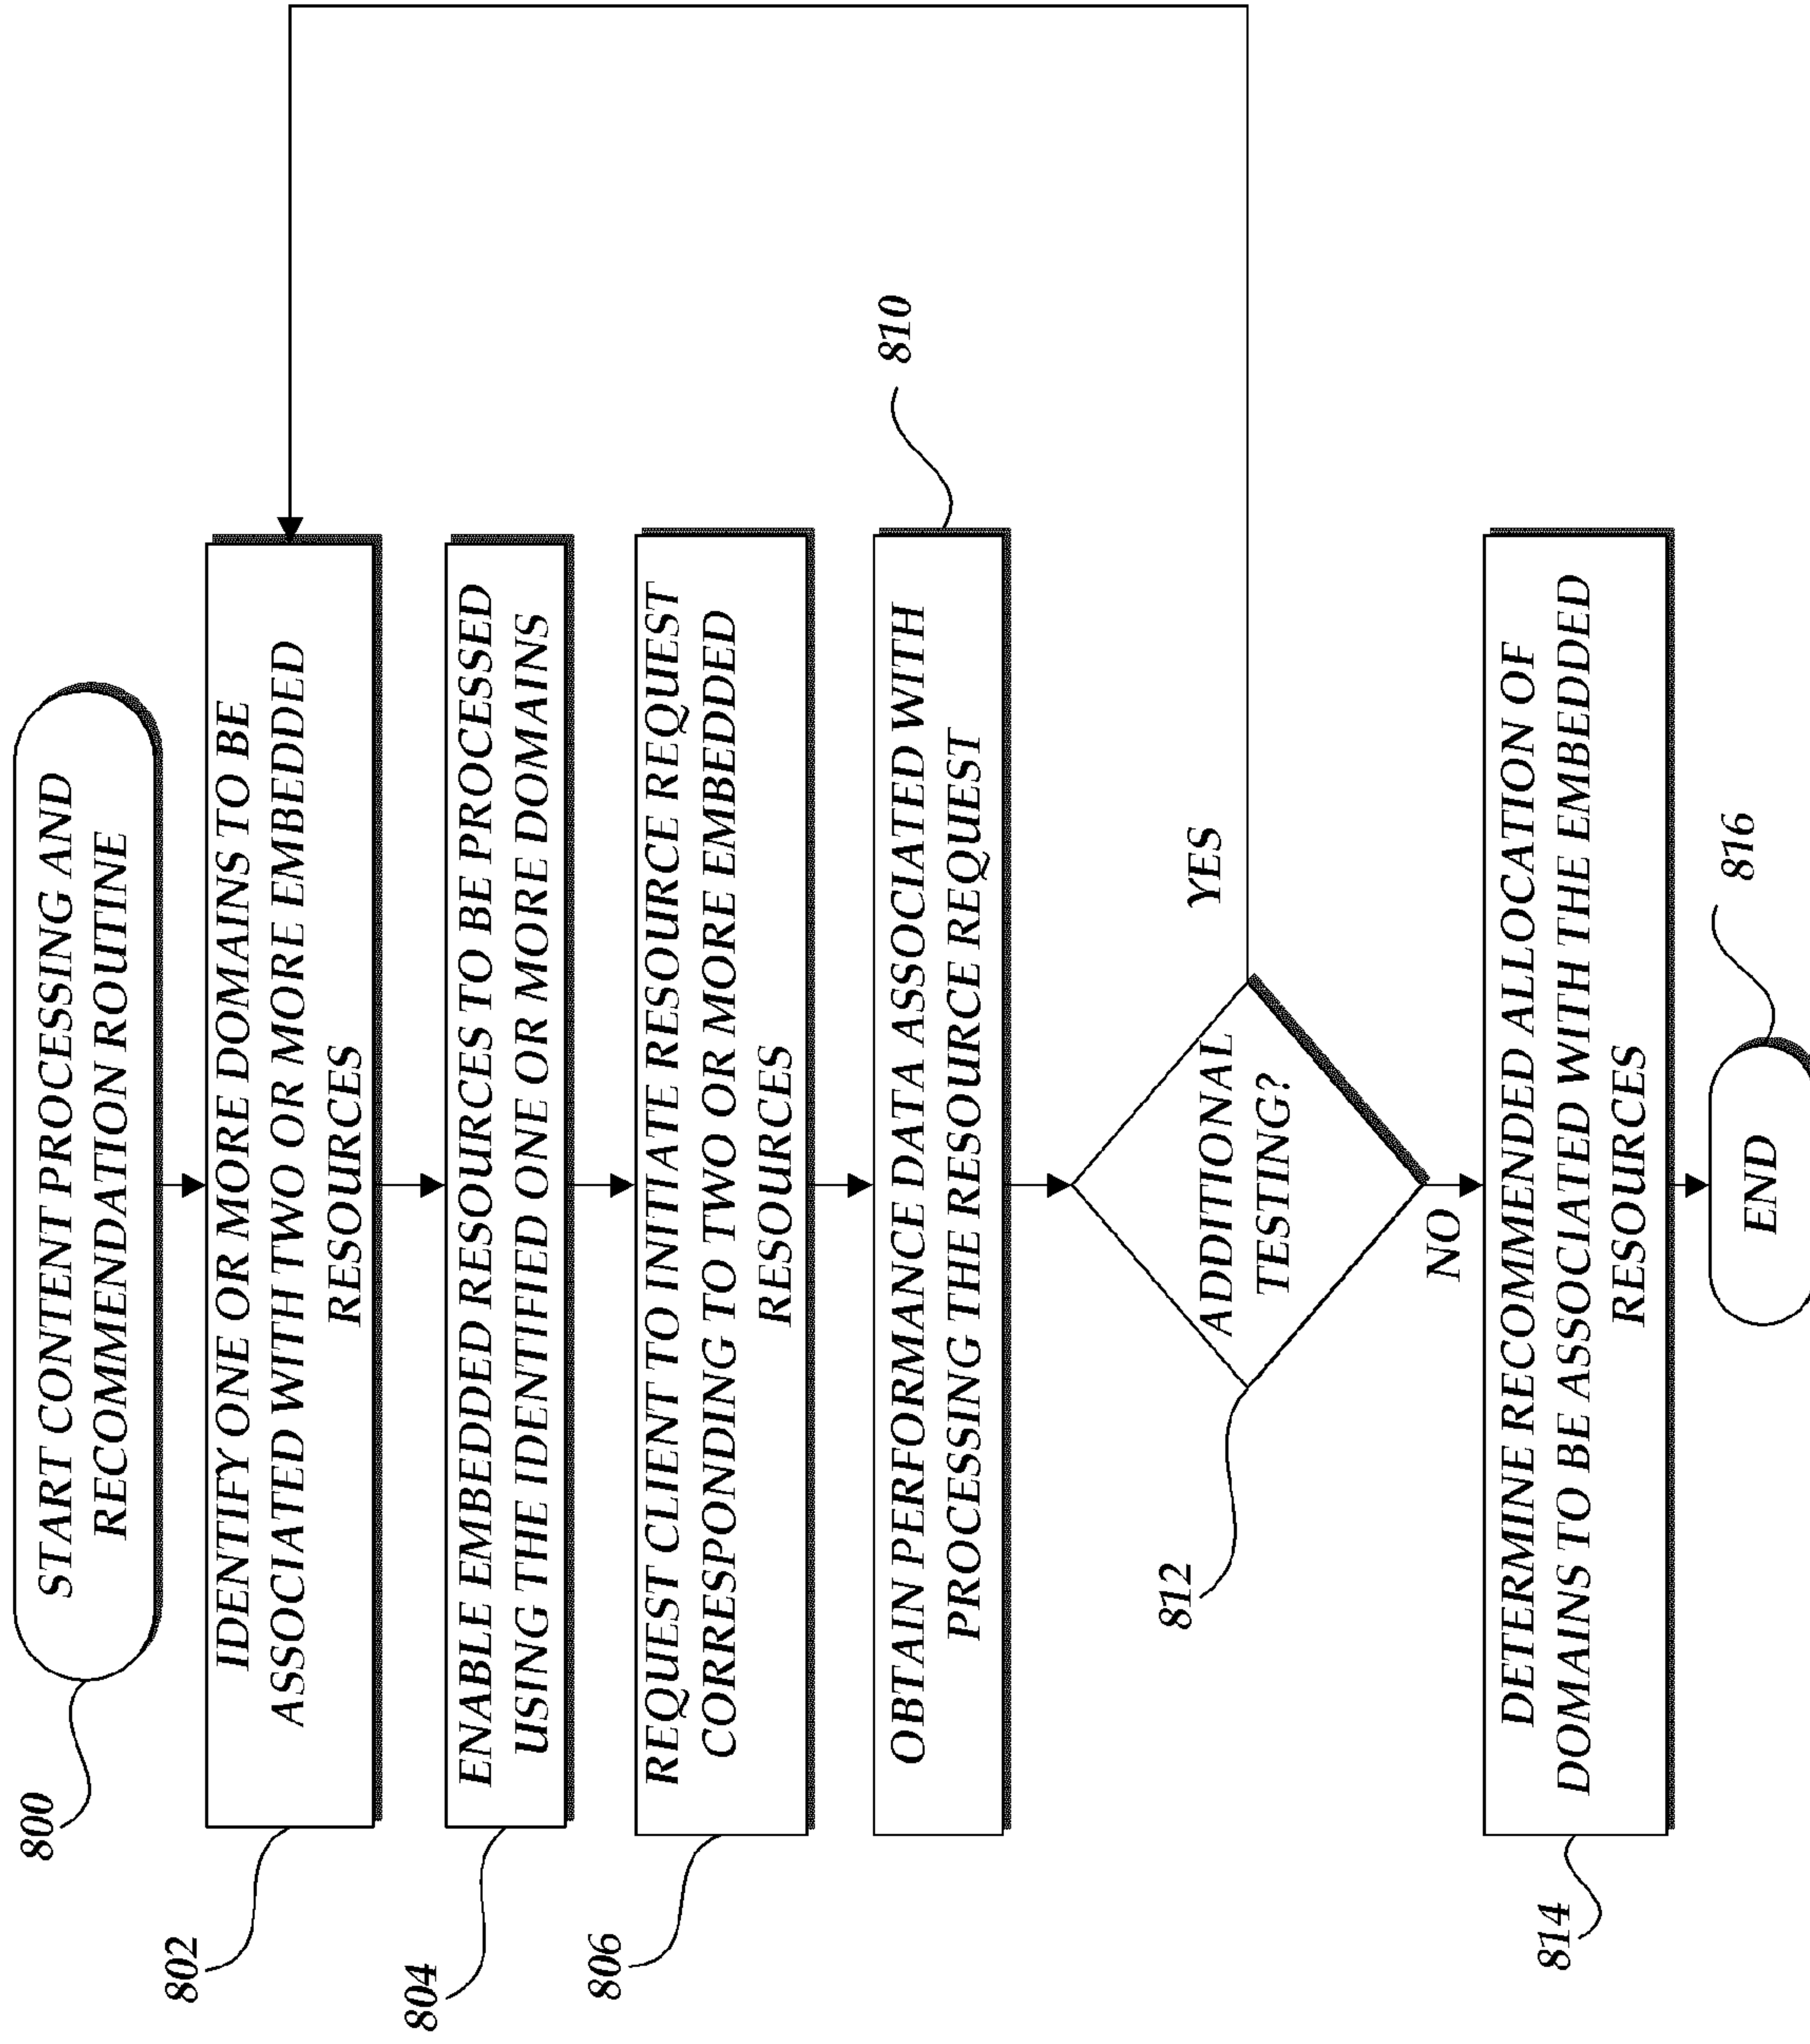 800
START CONTENT PROCESSING AND
RECOMMENDATION ROUTINE
802
IDENTIFY ONE OR MORE DOMAINS TO BE
ASSOCIATED WITH TWO OR MORE EMBEDDED
RESOURCES
804
ENABLE EMBEDDED RESOURCES TO BE PROCESSED
USING THE IDENTIFIED ONE OR MORE DOMAINS
806
REQUEST CLIENT TO INITIATE RESOURCE REQUEST
CORRESPONDING TO TWO OR MORE EMBEDDED
RESOURCES
810
OBTAIN PERFORMANCE DATA ASSOCIATED WITH
PROCESSING THE RESOURCE REQUEST
812
ADDITIONAL
TESTING?
YES
NO
814
DETERMINE RECOMMENDED ALLOCATION OF
DOMAINS TO BE ASSOCIATED WITH THE EMBEDDED
RESOURCES
816
END